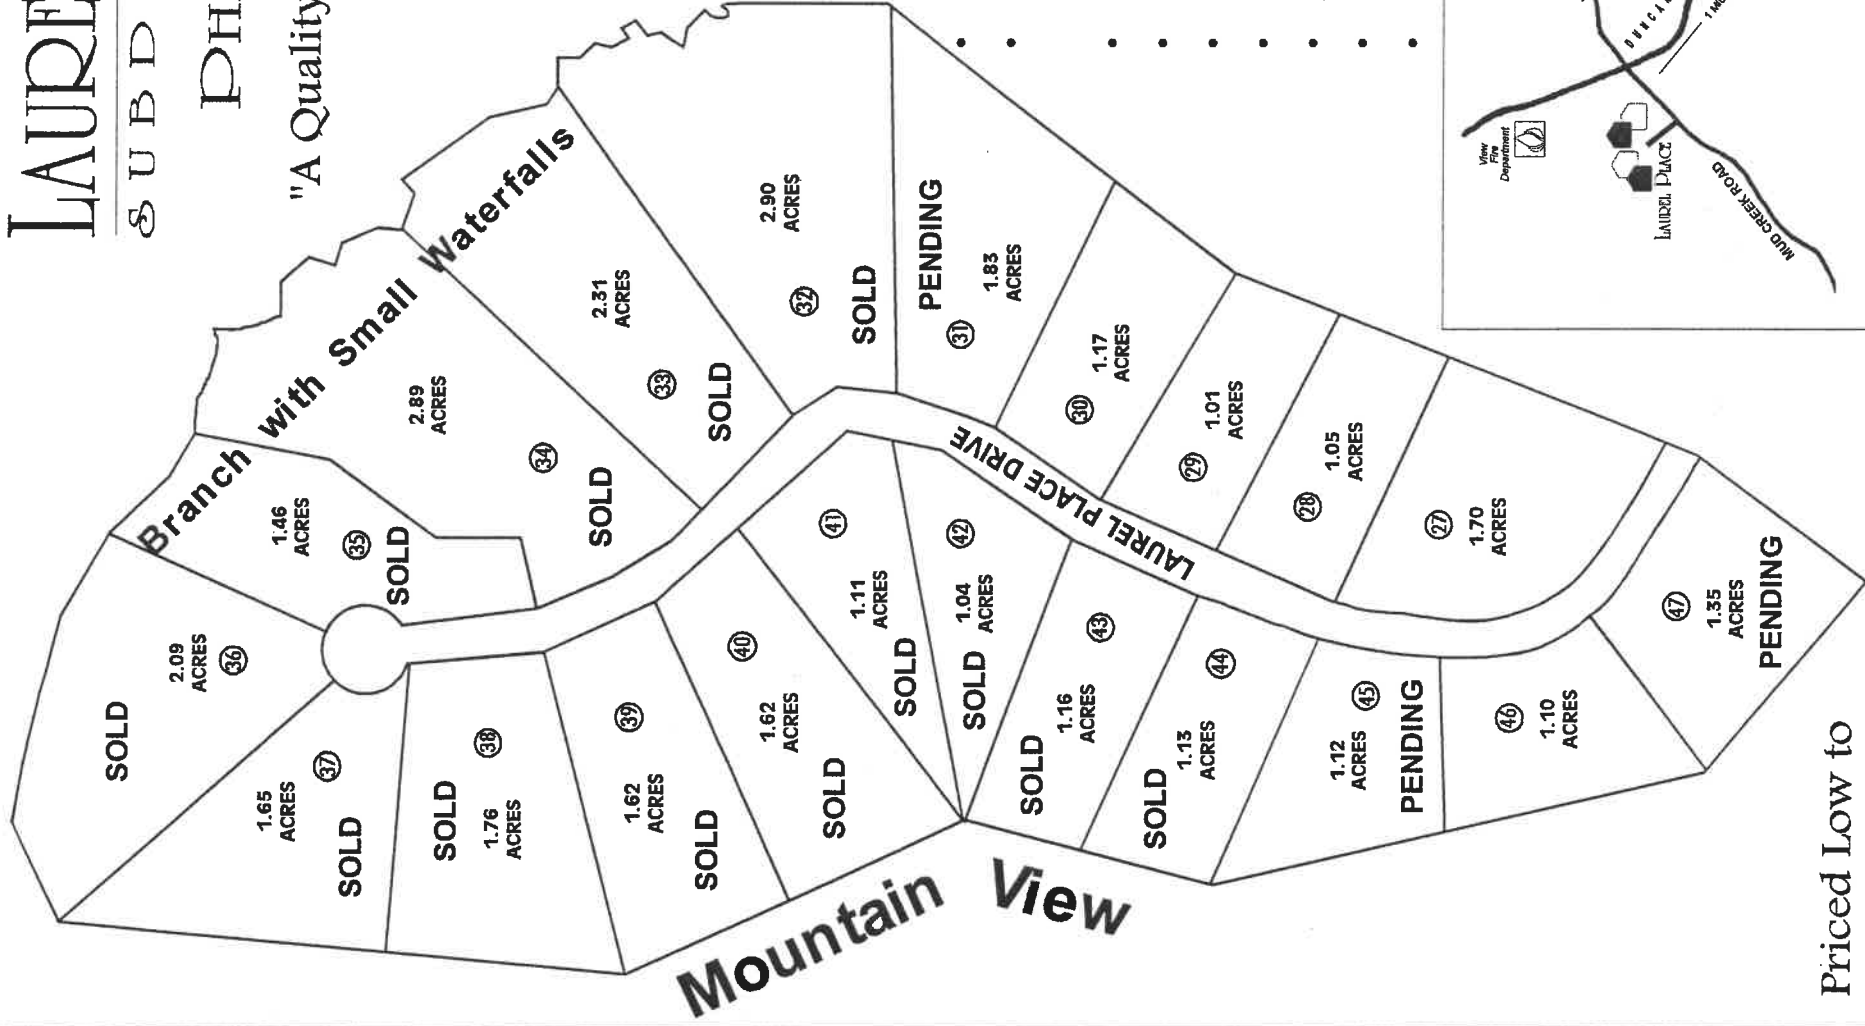 LAUREL
SUBD
PH
"A Quality
Branch with Small Waterfalls
SOLD
2.09
ACRES
36
1.46
ACRES
35
SOLD
2.89
ACRES
34
SOLD
2.31
ACRES
33
SOLD
2.90
ACRES
32
SOLD
PENDING
31
1.83
ACRES
30
1.17
ACRES
29
1.01
ACRES
28
1.05
ACRES
27
1.70
ACRES
LAUREL PLACE DRIVE
1.65
ACRES
37
SOLD
SOLD
38
1.76
ACRES
39
1.62
ACRES
SOLD
40
1.62
ACRES
SOLD
41
1.11
ACRES
SOLD
42
1.04
ACRES
SOLD
43
1.16
ACRES
SOLD
44
1.13
ACRES
SOLD
45
1.12
ACRES
PENDING
46
1.10
ACRES
47
1.35
ACRES
PENDING
Mountain View
View
Fire
Department
LAUREL PLACE
MUD CREEK ROAD
DUNCAN
Priced Low to